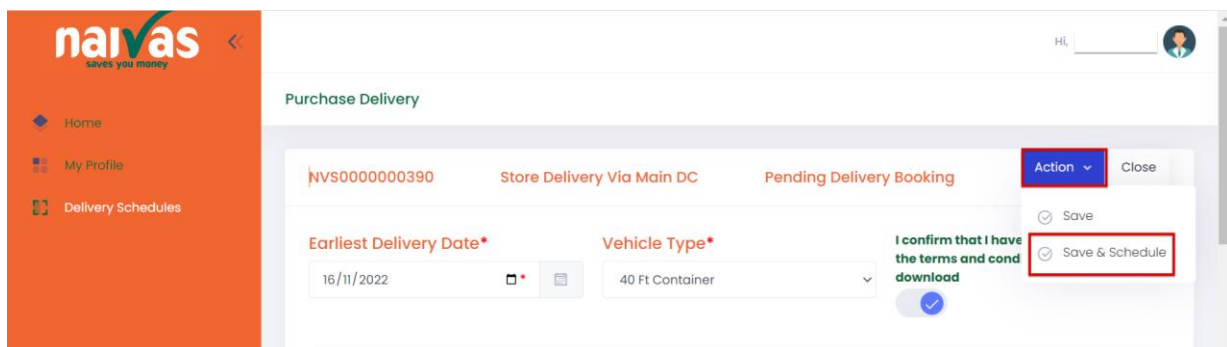 naivas
saves you money
Hi,
Purchase Delivery
Home
My Profile
Delivery Schedules
NVS0000000390 Store Delivery Via Main DC Pending Delivery Booking Action Close
Save
Save & Schedule
Earliest Delivery Date* Vehicle Type*
I confirm that I have
the terms and cond
download
16/11/2022 * 40 Ft Container